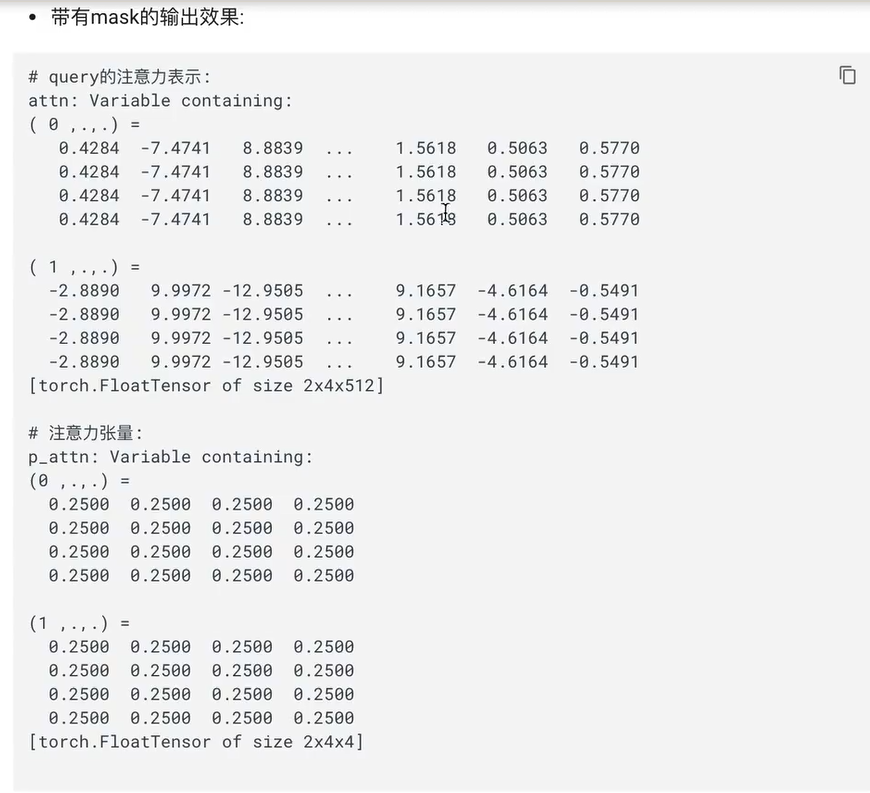 • 带有mask的输出效果:
# query的注意力表示:
attn: Variable containing:
( 0 ,.,.) =
0.4284 -7.4741 8.8839 ... 1.5618 0.5063 0.5770
0.4284 -7.4741 8.8839 ... 1.5618 0.5063 0.5770
0.4284 -7.4741 8.8839 ... 1.5618 0.5063 0.5770
0.4284 -7.4741 8.8839 ... 1.5618 0.5063 0.5770
( 1 ,.,.) =
-2.8890 9.9972 -12.9505 ... 9.1657 -4.6164 -0.5491
-2.8890 9.9972 -12.9505 ... 9.1657 -4.6164 -0.5491
-2.8890 9.9972 -12.9505 ... 9.1657 -4.6164 -0.5491
-2.8890 9.9972 -12.9505 ... 9.1657 -4.6164 -0.5491
[torch.FloatTensor of size 2x4x512]
# 注意力张量:
p_attn: Variable containing:
(0 ,.,.) =
0.2500 0.2500 0.2500 0.2500
0.2500 0.2500 0.2500 0.2500
0.2500 0.2500 0.2500 0.2500
0.2500 0.2500 0.2500 0.2500
(1 ,.,.) =
0.2500 0.2500 0.2500 0.2500
0.2500 0.2500 0.2500 0.2500
0.2500 0.2500 0.2500 0.2500
0.2500 0.2500 0.2500 0.2500
[torch.FloatTensor of size 2x4x4]